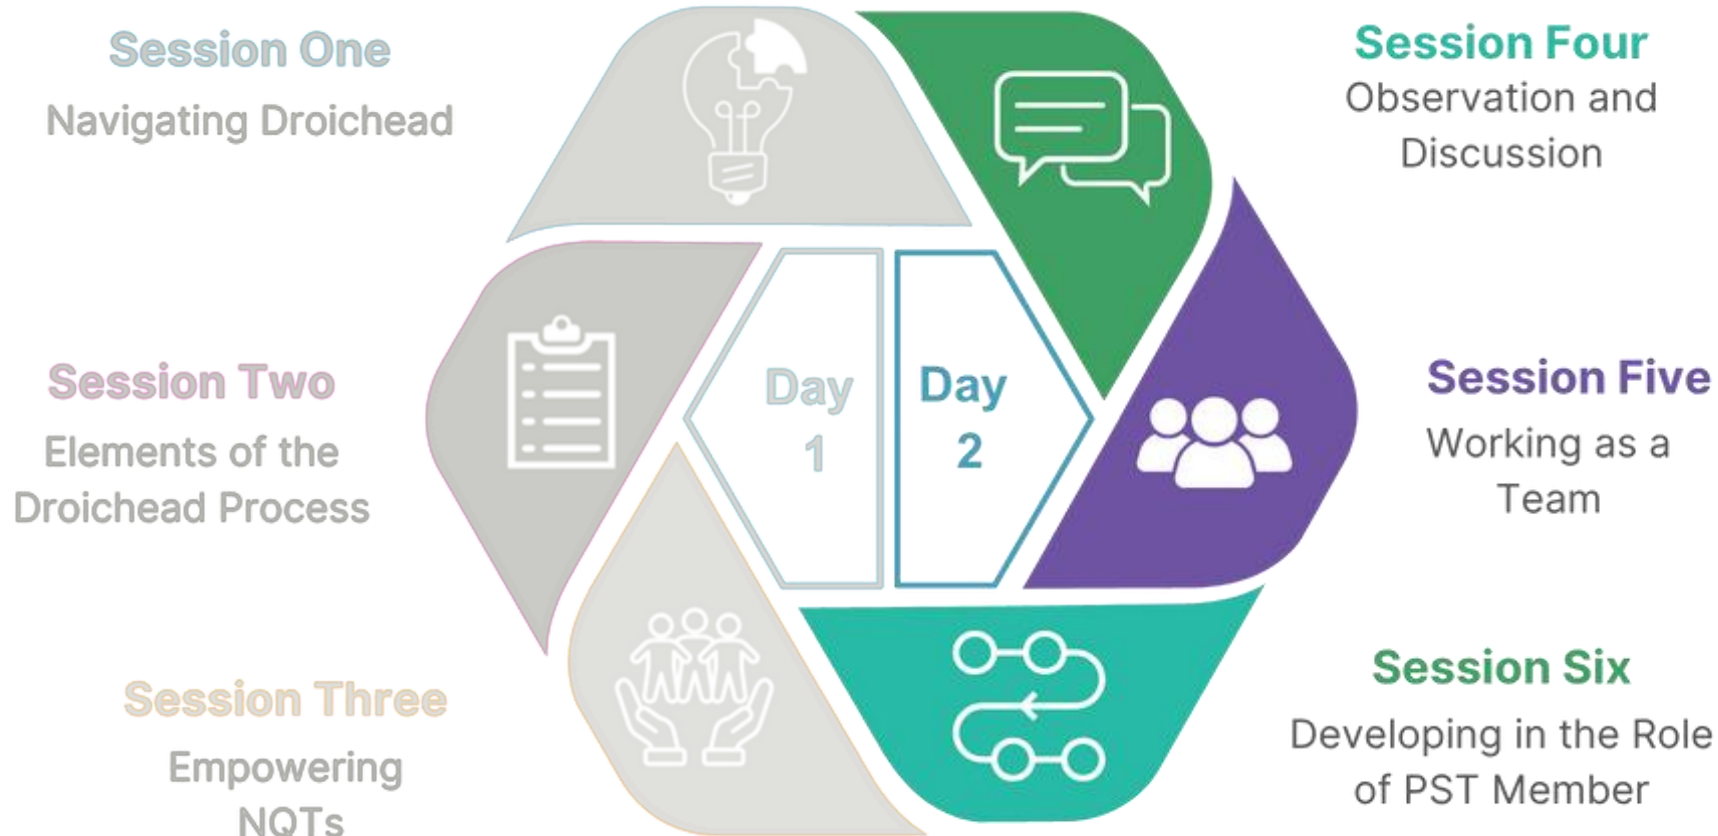 Session One
Navigating Droichead
Session Two
Elements of the
Droichead Process
Session Three
Empowering
NQTs
Day
1
Day
2
Session Four
Observation and
Discussion
Session Five
Working as a
Team
Session Six
Developing in the Role
of PST Member